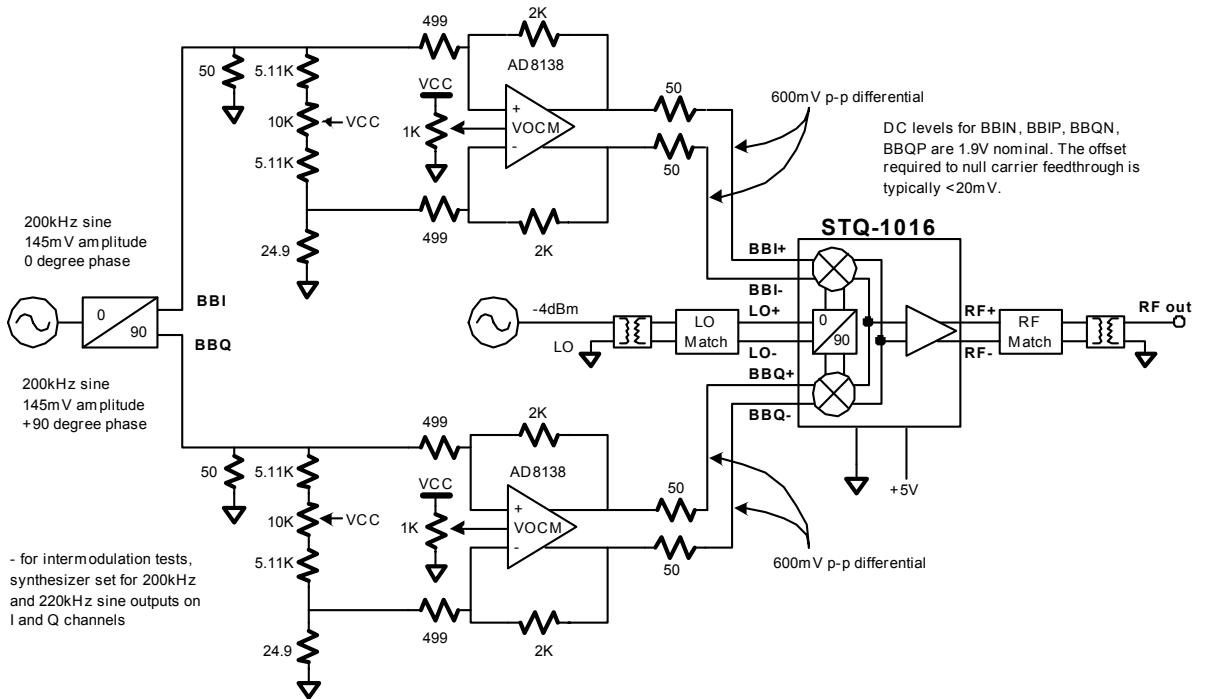 499
2K
50
5.11K
AD8138
VCC
10K
VCC
1K
+
VOCM
-
5.11K
50
50
600mV p-p differential
DC levels for BBIN, BBIP, BBQN,
BBQP are 1.9V nominal. The offset
required to null carrier feedthrough is
typically <20mV.
24.9
499
2K
200kHz sine
145mV amplitude
0 degree phase
STQ-1016
BBI+
BBI-
0
90
BBI
BBQ
-4dBm
LO
LO+
LO
Match
LO-
0
90
RF+
RF
Match
RF-
RF out
BBQ+
BBQ-
200kHz sine
145mV amplitude
+90 degree phase
499
2K
50
5.11K
AD8138
VCC
10K
VCC
1K
+
VOCM
-
5.11K
50
50
+5V
600mV p-p differential
- for intermodulation tests,
synthesizer set for 200kHz
and 220kHz sine outputs on
I and Q channels
24.9
499
2K